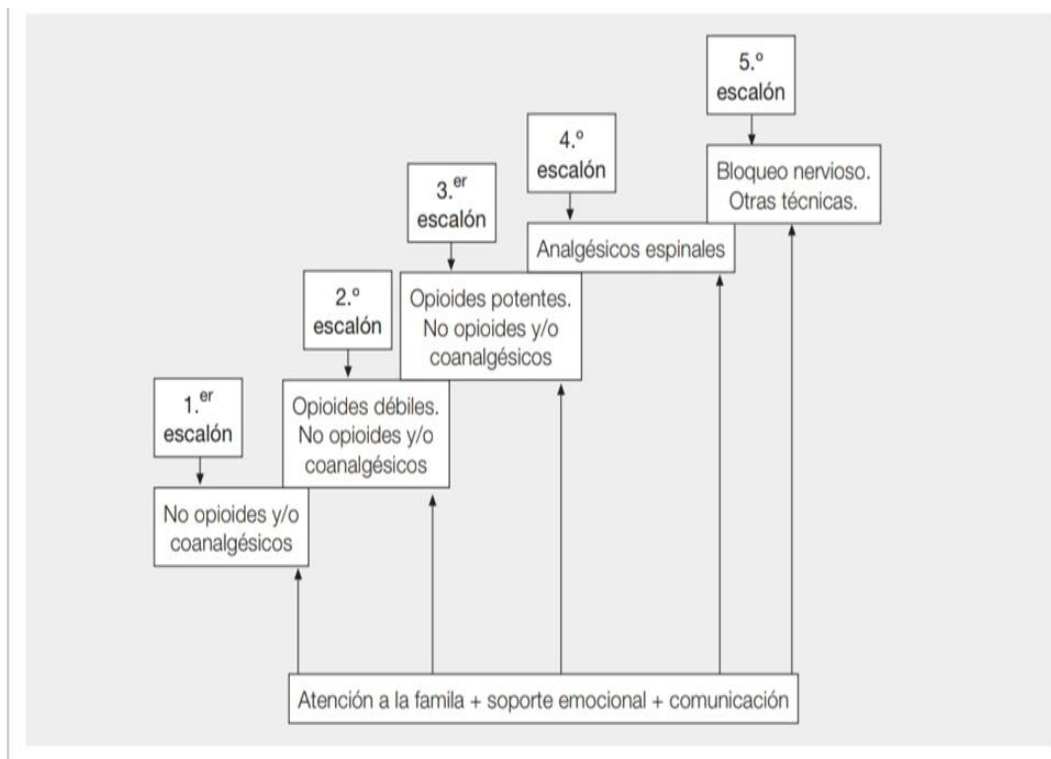 1.er
escalón
No opioides y/o
coanalgésicos
2.º
escalón
Opioides débiles.
No opioides y/o
coanalgésicos
3.er
escalón
Opioides potentes.
No opioides y/o
coanalgésicos
4.º
escalón
Analgésicos espinales
5.º
escalón
Bloqueo nervioso.
Otras técnicas.
Atención a la famila + soporte emocional + comunicación